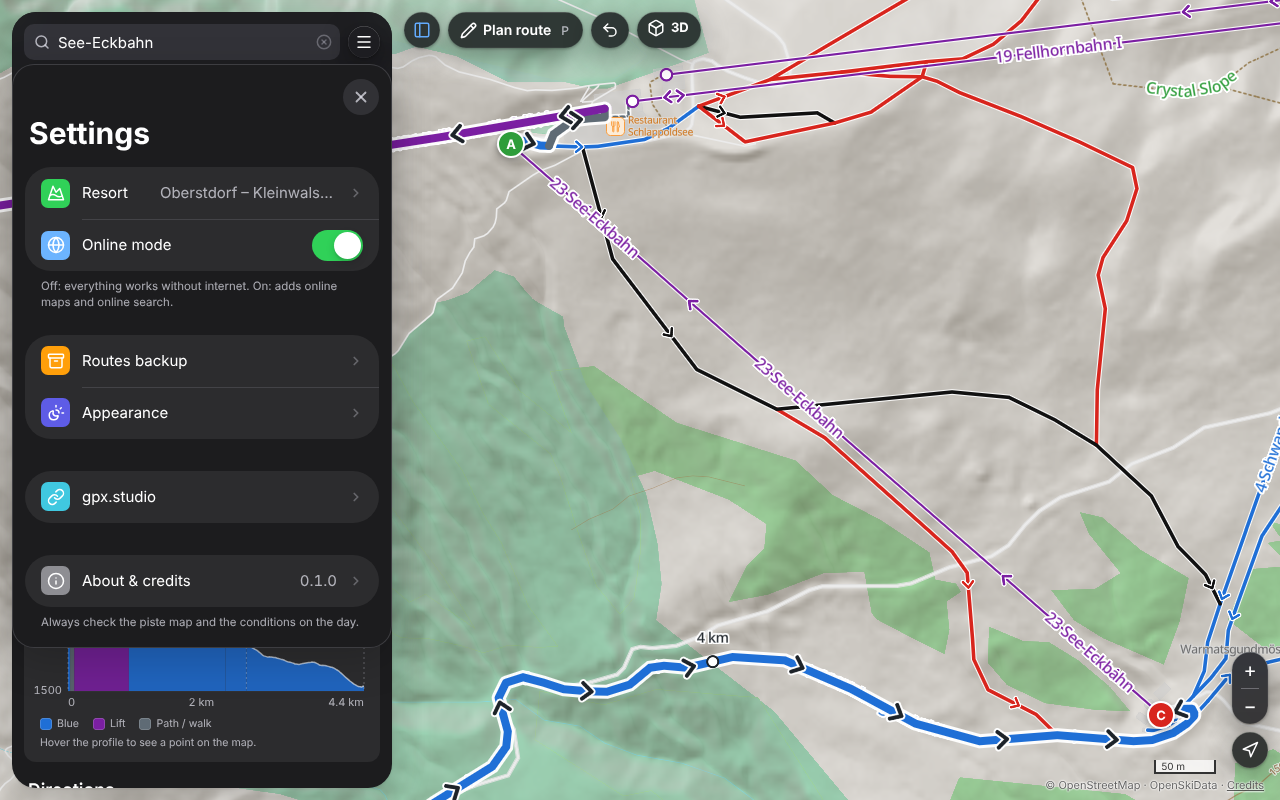 See-Eckbahn
Settings
Resort Oberstdorf – Kleinwals...
Online mode
Off: everything works without internet. On: adds online
maps and online search.
Routes backup
Appearance
gpx.studio
About & credits 0.1.0
Always check the piste map and the conditions on the day.
1500
0 2 km 4.4 km
Blue Lift Path / walk
Hover the profile to see a point on the map.
Directions
Plan route P
3D
19 Fellhornbahn I
Crystal Slope
Restaurant
Schlappoldsee
A
23 See-Eckbahn
23 See-Eckbahn
23 See-Eckbahn
4 km
C
50 m
© OpenStreetMap · OpenSkiData · Credits